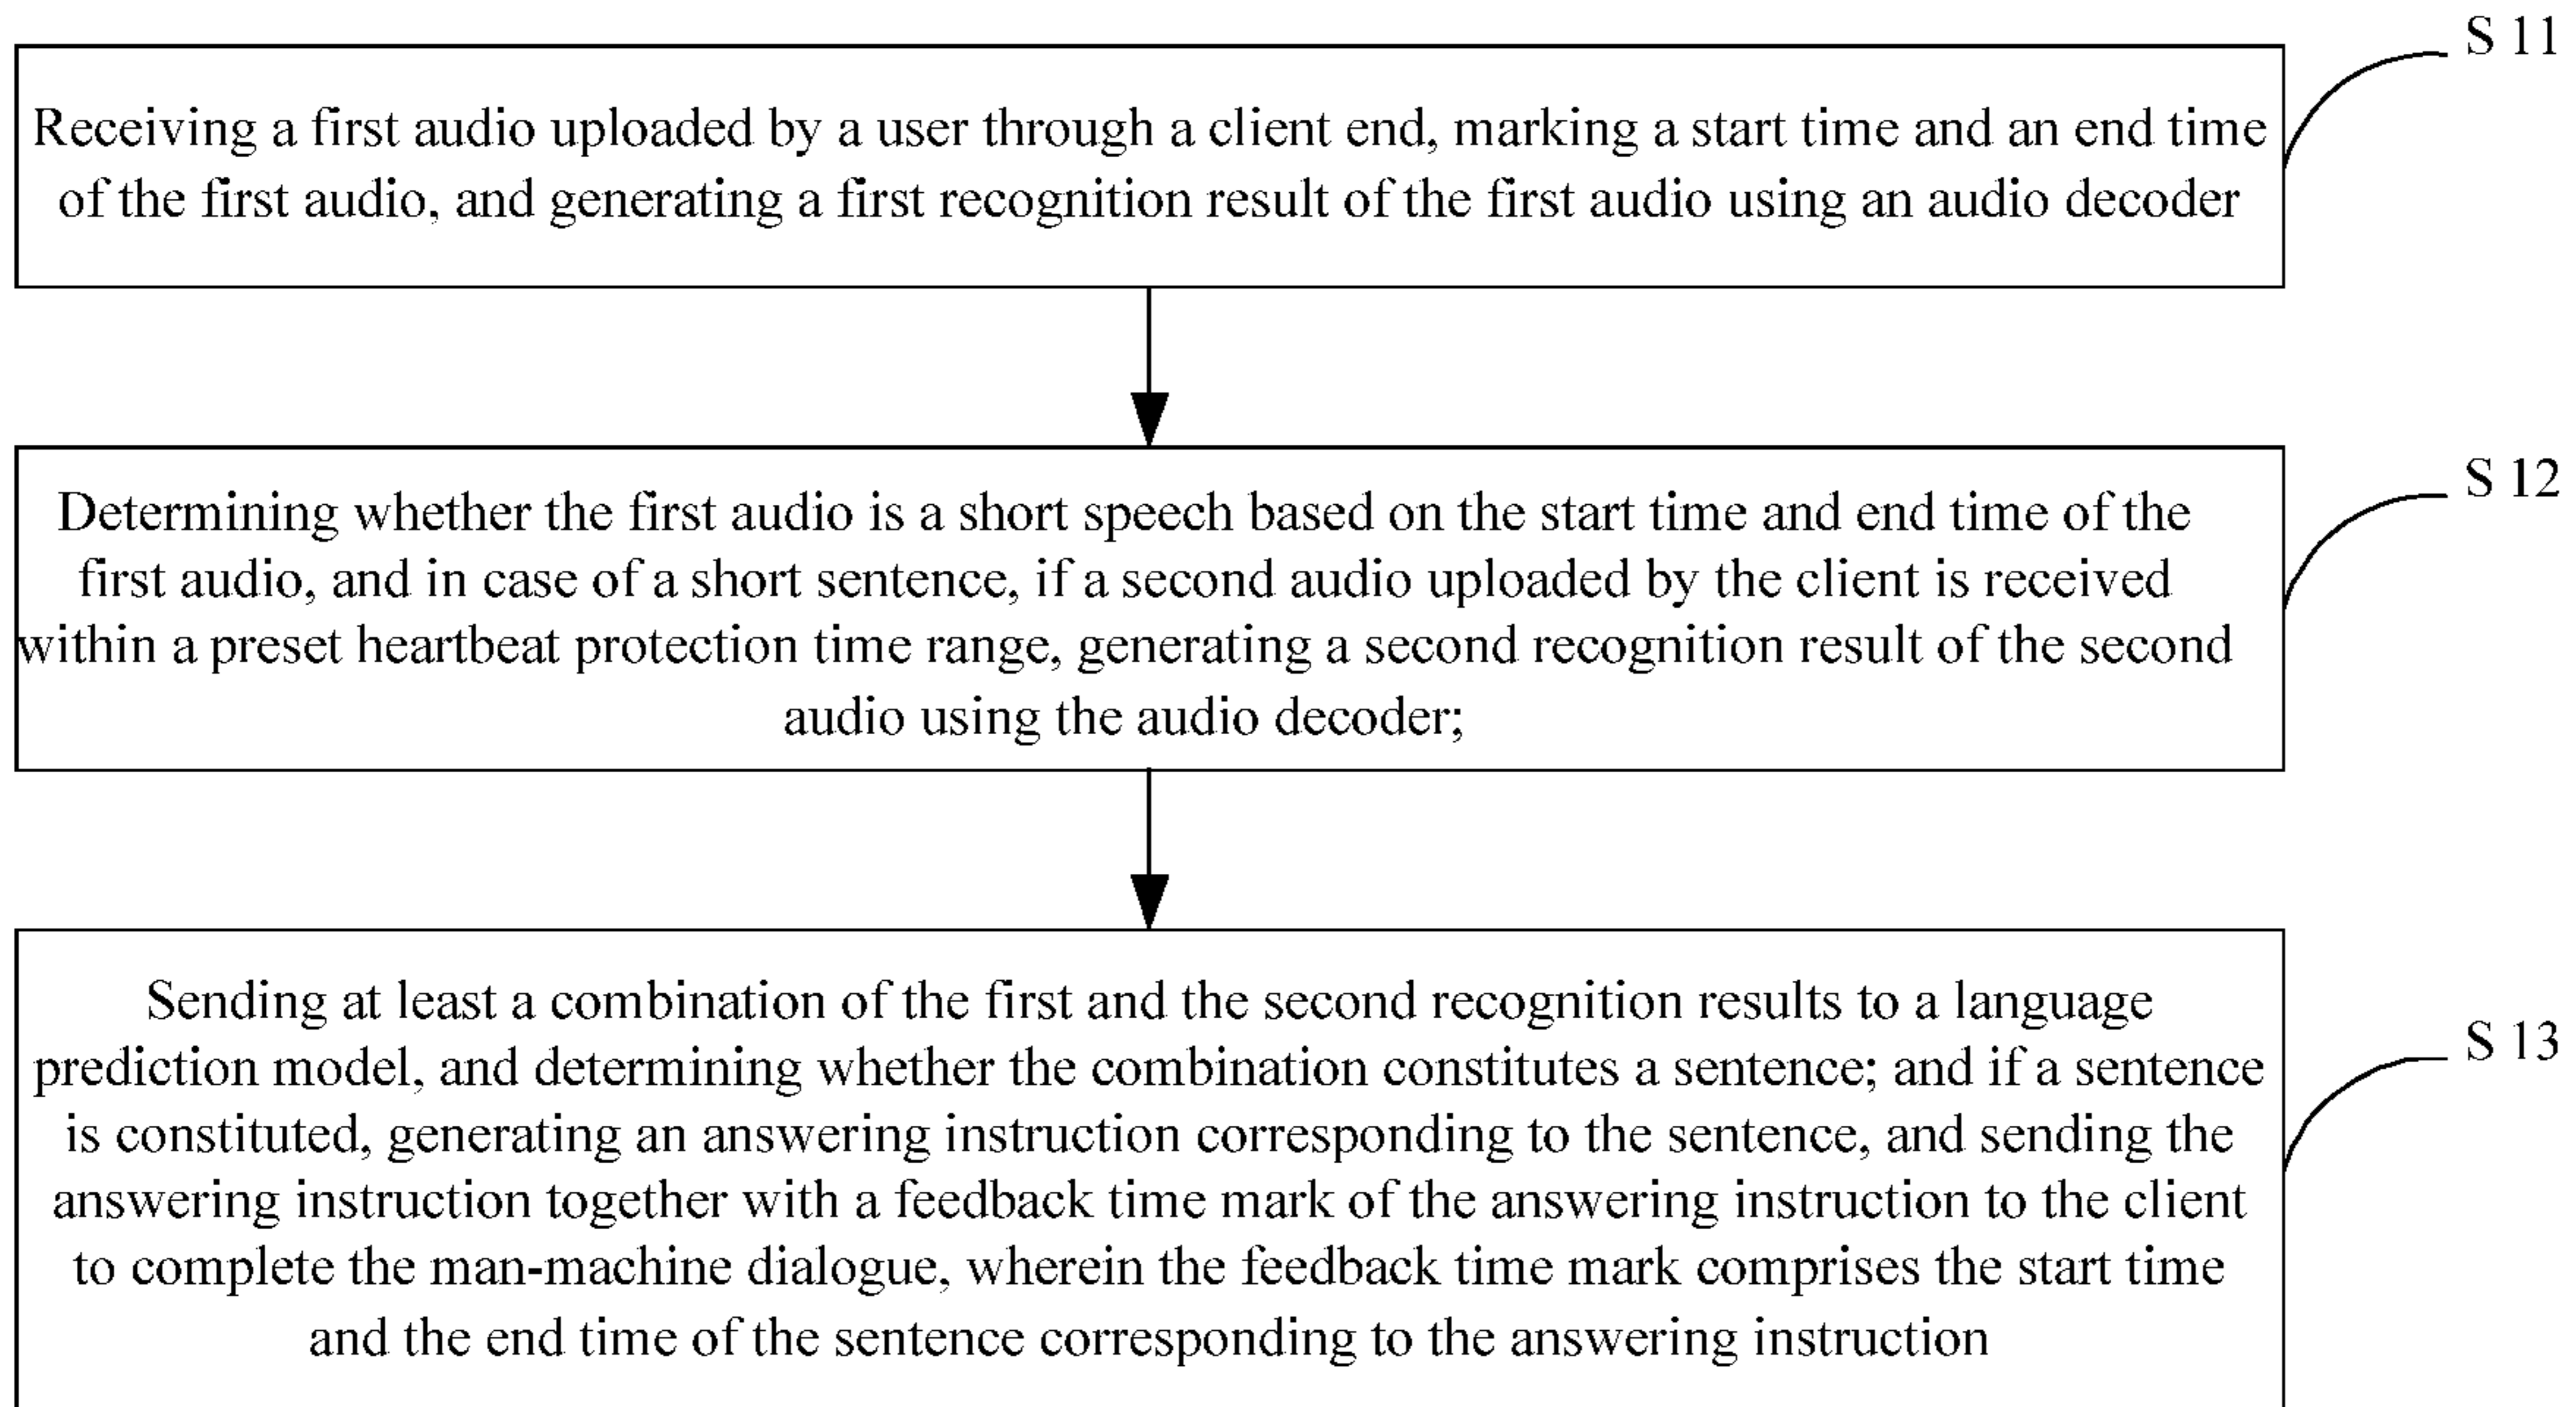 S 11
Receiving a first audio uploaded by a user through a client end, marking a start time and an end time
of the first audio, and generating a first recognition result of the first audio using an audio decoder
S 12
Determining whether the first audio is a short speech based on the start time and end time of the
first audio, and in case of a short sentence, if a second audio uploaded by the client is received
within a preset heartbeat protection time range, generating a second recognition result of the second
audio using the audio decoder;
S 13
Sending at least a combination of the first and the second recognition results to a language
prediction model, and determining whether the combination constitutes a sentence; and if a sentence
is constituted, generating an answering instruction corresponding to the sentence, and sending the
answering instruction together with a feedback time mark of the answering instruction to the client
to complete the man-machine dialogue, wherein the feedback time mark comprises the start time
and the end time of the sentence corresponding to the answering instruction